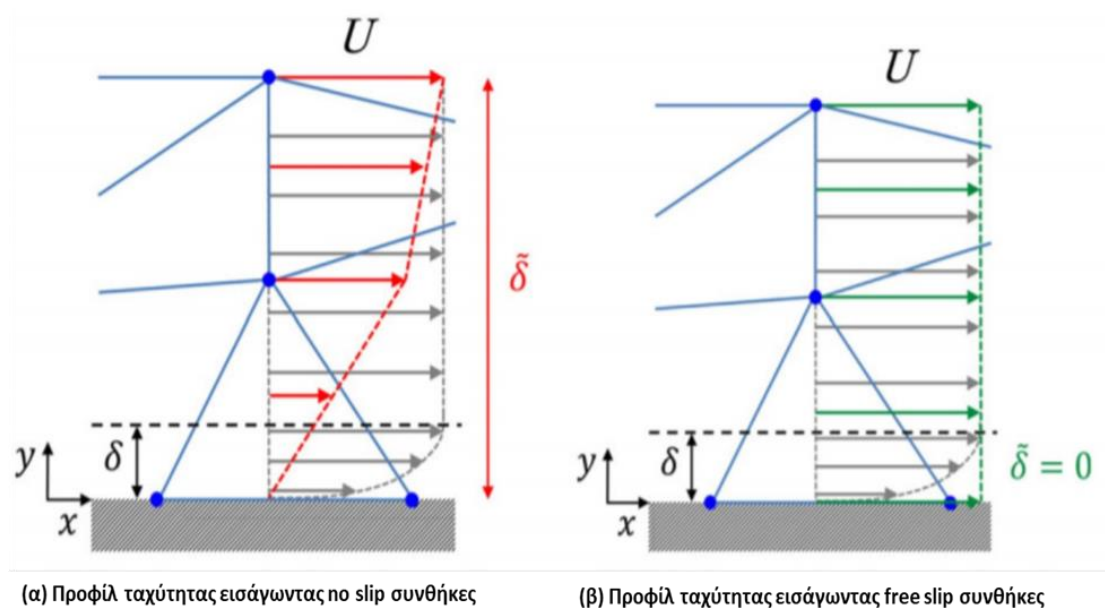 U
δ̃
δ
y
x
U
δ̃ = 0
δ
y
x
(α) Προφίλ ταχύτητας εισάγωντας no slip συνθήκες
(β) Προφίλ ταχύτητας εισάγωντας free slip συνθήκες